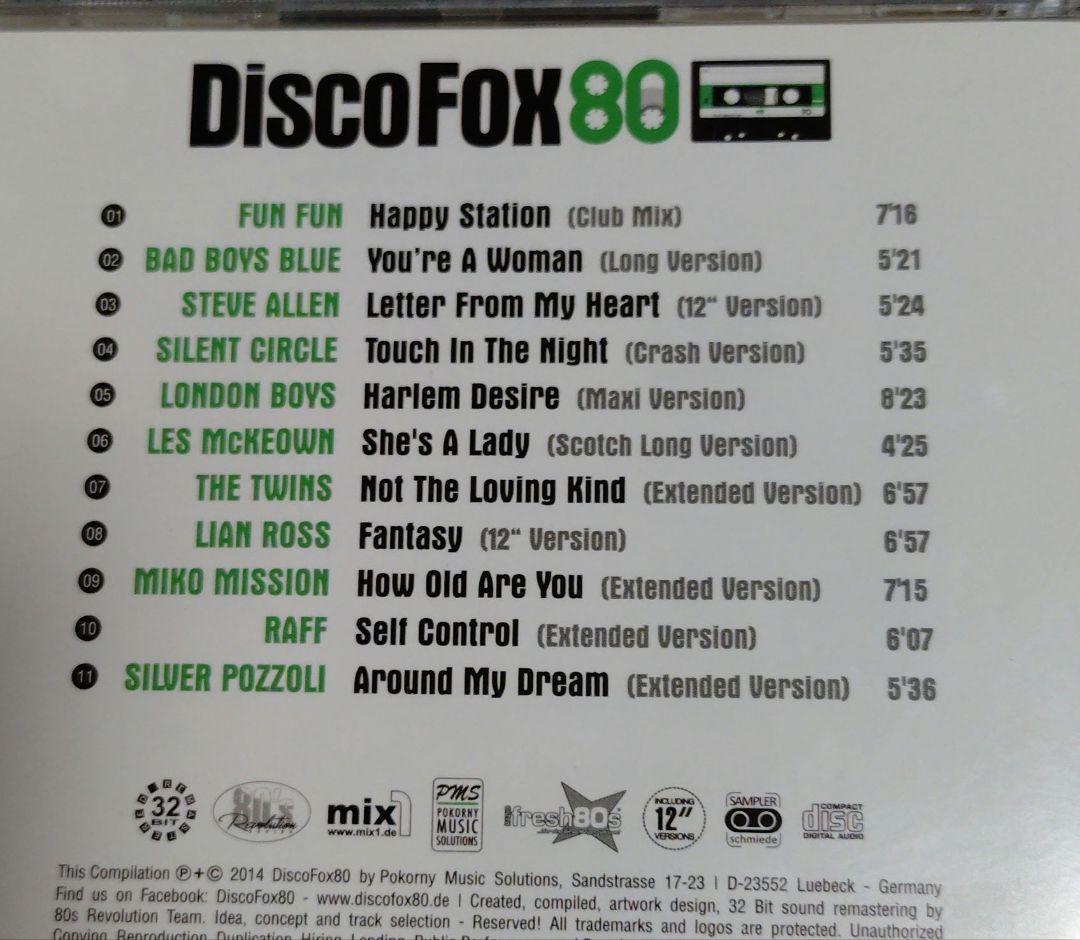 DiscoFox80
01 FUN FUN Happy Station (Club Mix) 7'16
02 BAD BOYS BLUE You're A Woman (Long Version) 5'21
03 STEVE ALLEN Letter From My Heart (12" Version) 5'24
04 SILENT CIRCLE Touch In The Night (Crash Version) 5'35
05 LONDON BOYS Harlem Desire (Maxi Version) 8'23
06 LES McKEOWN She's A Lady (Scotch Long Version) 4'25
07 THE TWINS Not The Loving Kind (Extended Version) 6'57
08 LIAN ROSS Fantasy (12" Version) 6'57
09 MIKO MISSION How Old Are You (Extended Version) 7'15
10 RAFF Self Control (Extended Version) 6'07
11 SILVER POZZOLI Around My Dream (Extended Version) 5'36
32 BIT
80's Revolution
mix1
www.mix1.de
PMS
POKORNY
MUSIC
SOLUTIONS
fresh80s
INCLUDING
12"
VERSIONS
SAMPLER
schmiede
COMPACT
disc
DIGITAL AUDIO
This Compilation Ⓟ+© 2014 DiscoFox80 by Pokorny Music Solutions, Sandstrasse 17-23 | D-23552 Luebeck - Germany
Find us on Facebook: DiscoFox80 - www.discofox80.de | Created, compiled, artwork design, 32 Bit sound remastering by
80s Revolution Team. Idea, concept and track selection - Reserved! All trademarks and logos are protected. Unauthorized
Copying, Reproduction, Duplication, Hiring, Lending, Public